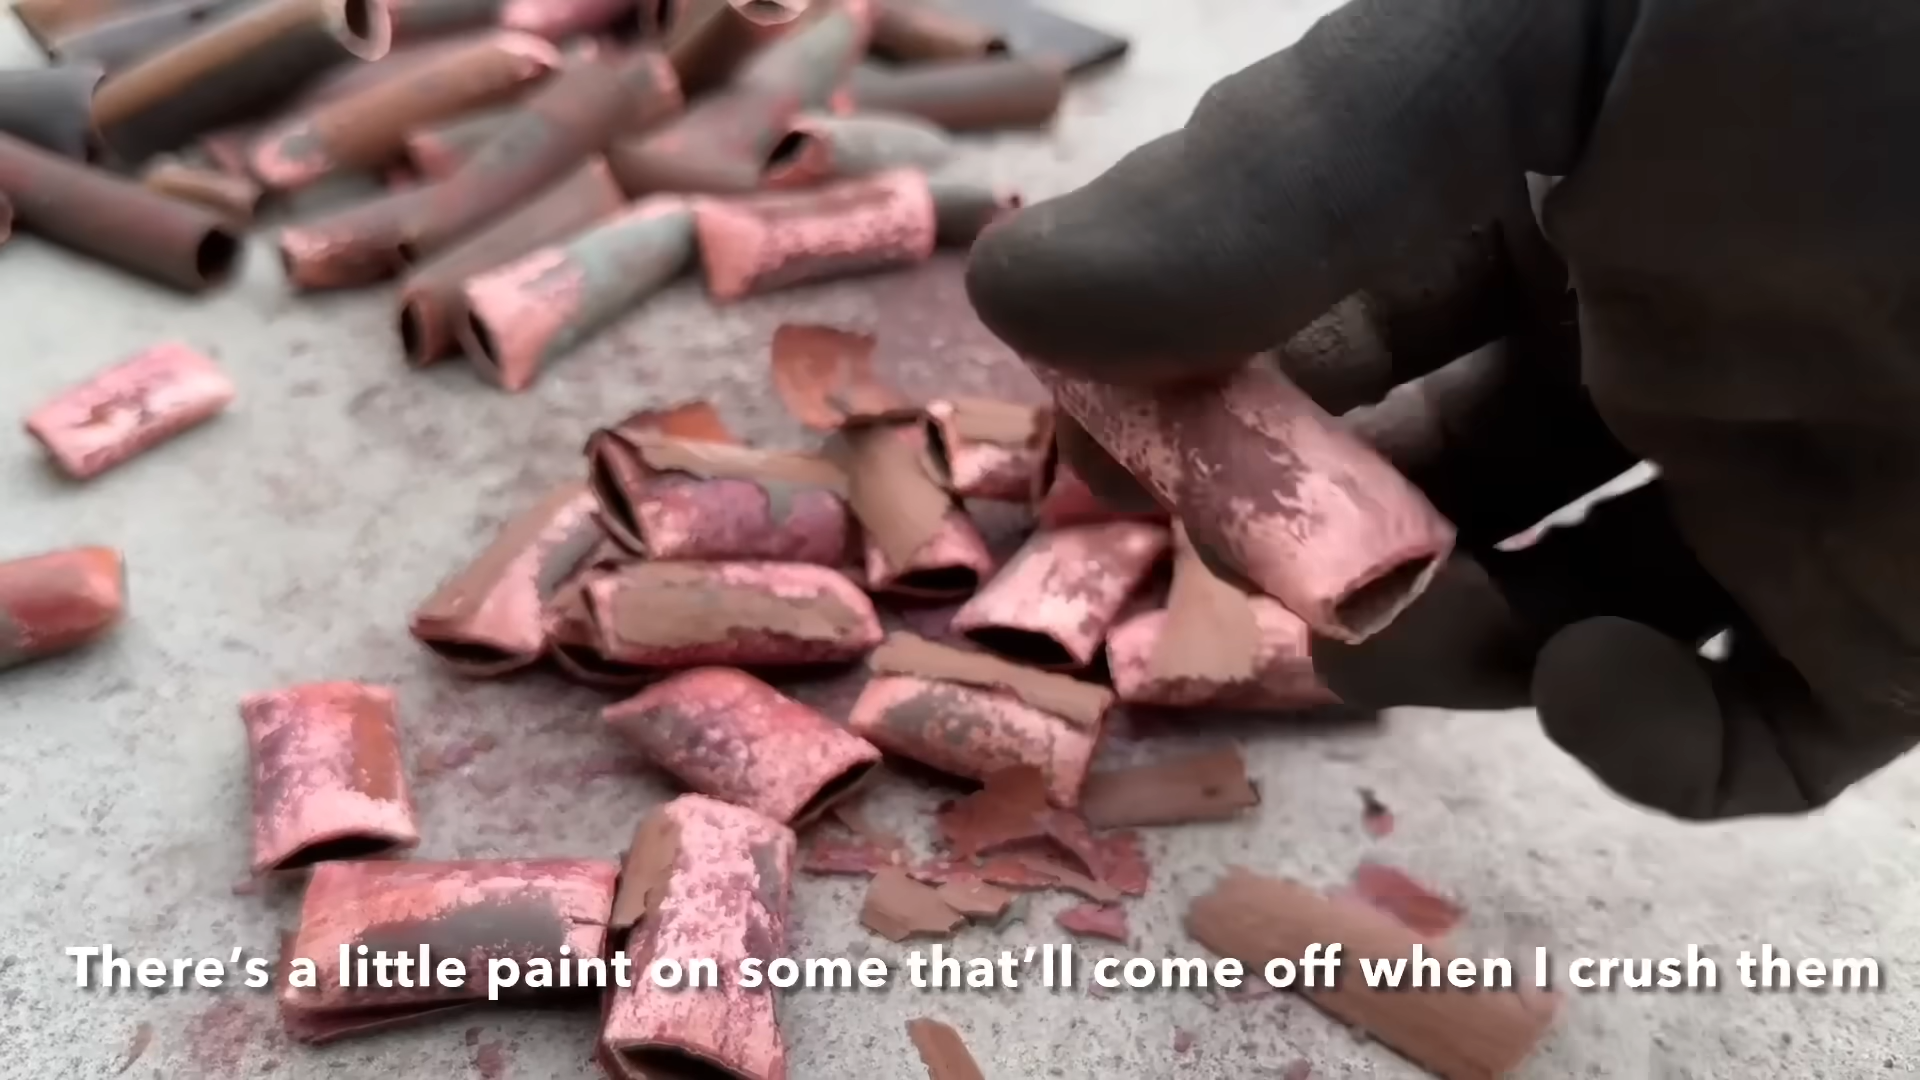 There’s a little paint on some that’ll come off when I crush them